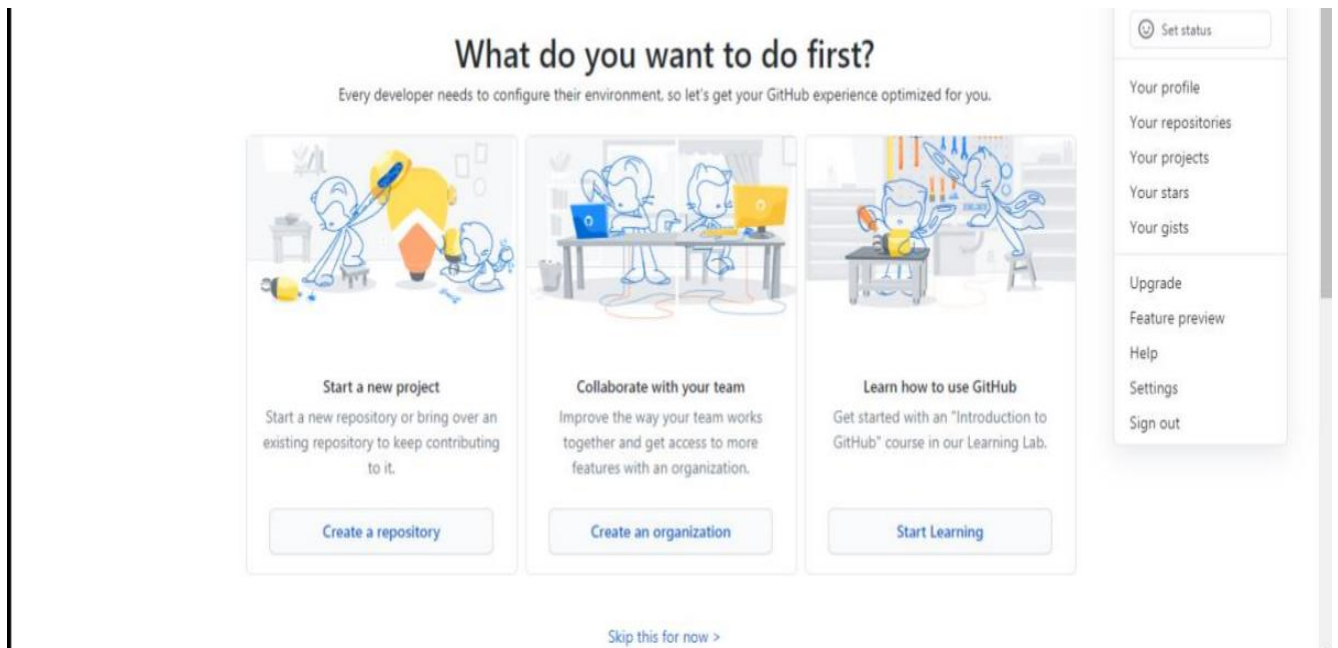 What do you want to do first?
Every developer needs to configure their environment, so let's get your GitHub experience optimized for you.
Start a new project
Start a new repository or bring over an
existing repository to keep contributing
to it.
Create a repository
Collaborate with your team
Improve the way your team works
together and get access to more
features with an organization.
Create an organization
Learn how to use GitHub
Get started with an "Introduction to
GitHub" course in our Learning Lab.
Start Learning
Skip this for now >
Set status
Your profile
Your repositories
Your projects
Your stars
Your gists
Upgrade
Feature preview
Help
Settings
Sign out